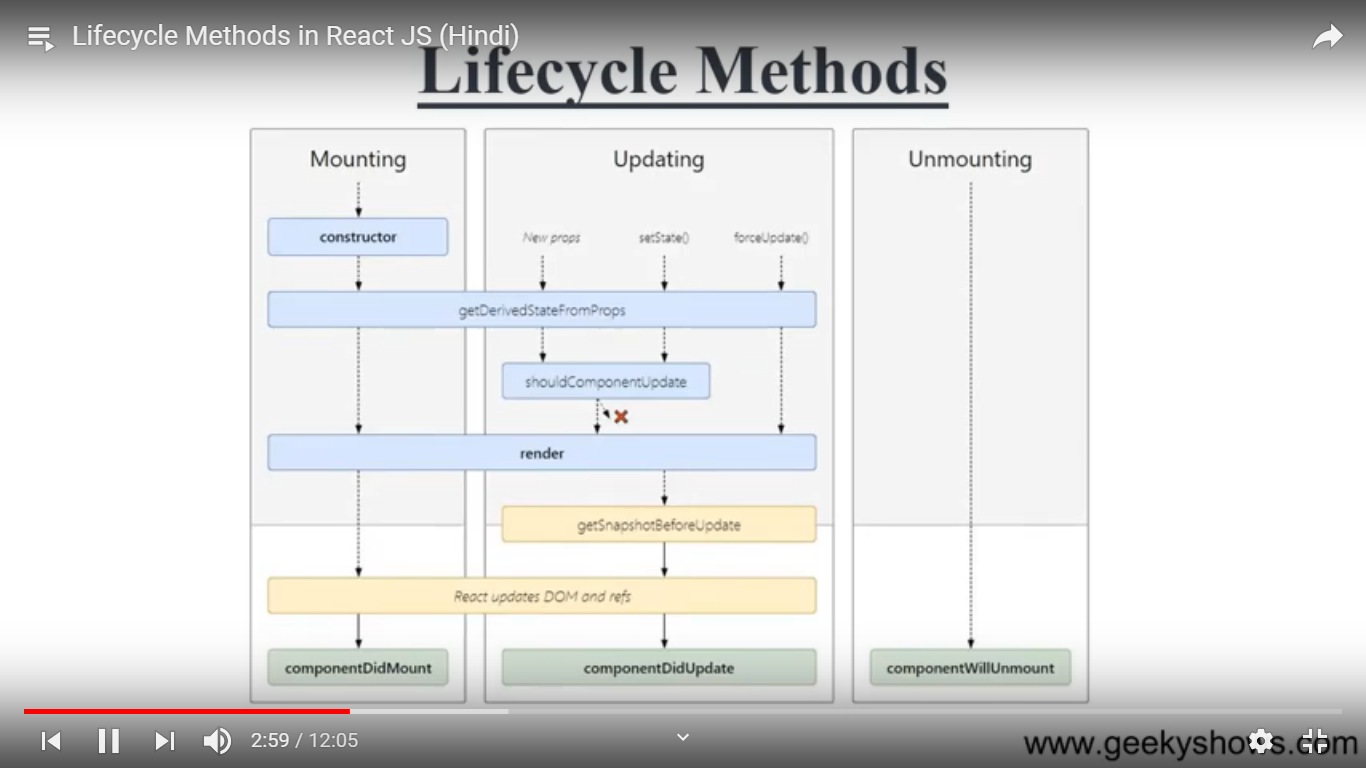 Lifecycle Methods in React JS (Hindi)
Lifecycle Methods
Mounting
Updating
Unmounting
constructor
New props
setState()
forceUpdate()
getDerivedStateFromProps
shouldComponentUpdate
render
getSnapshotBeforeUpdate
React updates DOM and refs
componentDidMount
componentDidUpdate
componentWillUnmount
2:59 / 12:05
www.geekyshows.com